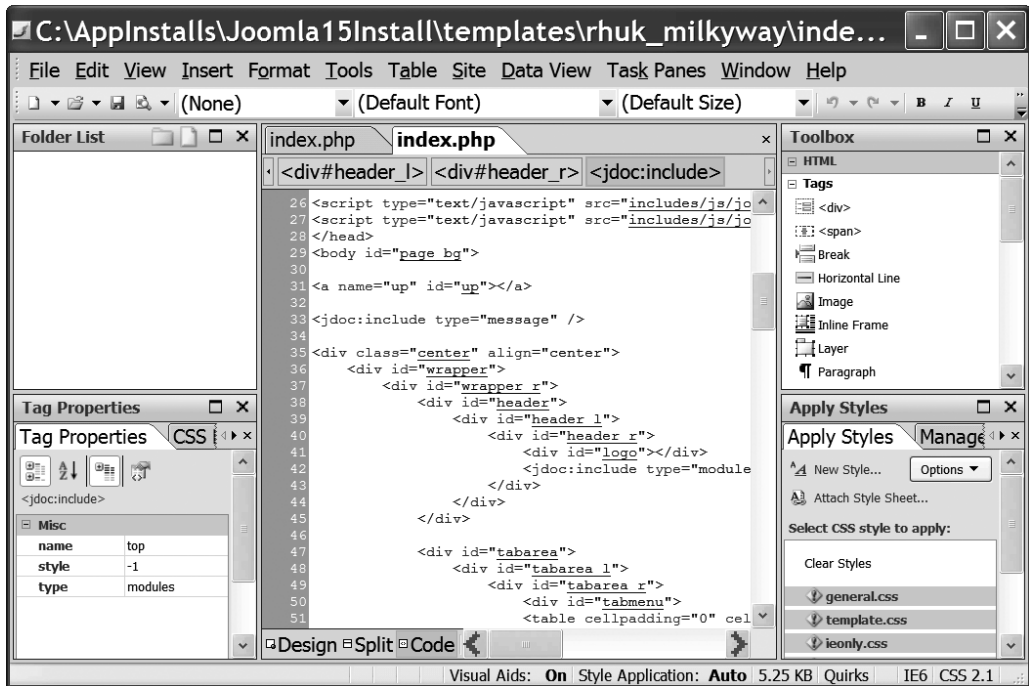 C:\AppInstalls\Joomla15Install\templates\rhuk_milkyway\inde...
File Edit View Insert Format Tools Table Site Data View Task Panes Window Help
(None) (Default Font) (Default Size) B I U
Folder List
index.php index.php
<div#header_l> <div#header_r> <jdoc:include>
26 <script type="text/javascript" src="includes/js/jo
27 <script type="text/javascript" src="includes/js/jo
28 </head>
29 <body id="page_bg">
30
31 <a name="up" id="up"></a>
32
33 <jdoc:include type="message" />
34
35 <div class="center" align="center">
36 <div id="wrapper">
37 <div id="wrapper_r">
38 <div id="header">
39 <div id="header_l">
40 <div id="header_r">
41 <div id="logo"></div>
42 <jdoc:include type="module
43 </div>
44 </div>
45 </div>
46
47 <div id="tabarea">
48 <div id="tabarea_l">
49 <div id="tabarea_r">
50 <div id="tabmenu">
51 <table cellpadding="0" cel
Design Split Code
Toolbox
HTML
Tags
<div>
<span>
Break
Horizontal Line
Image
Inline Frame
Layer
Paragraph
Tag Properties
Tag Properties CSS
<jdoc:include>
Misc
name top
style -1
type modules
Apply Styles
Apply Styles Manage
New Style... Options
Attach Style Sheet...
Select CSS style to apply:
Clear Styles
general.css
template.css
ieonly.css
Visual Aids: On Style Application: Auto 5.25 KB Quirks IE6 CSS 2.1